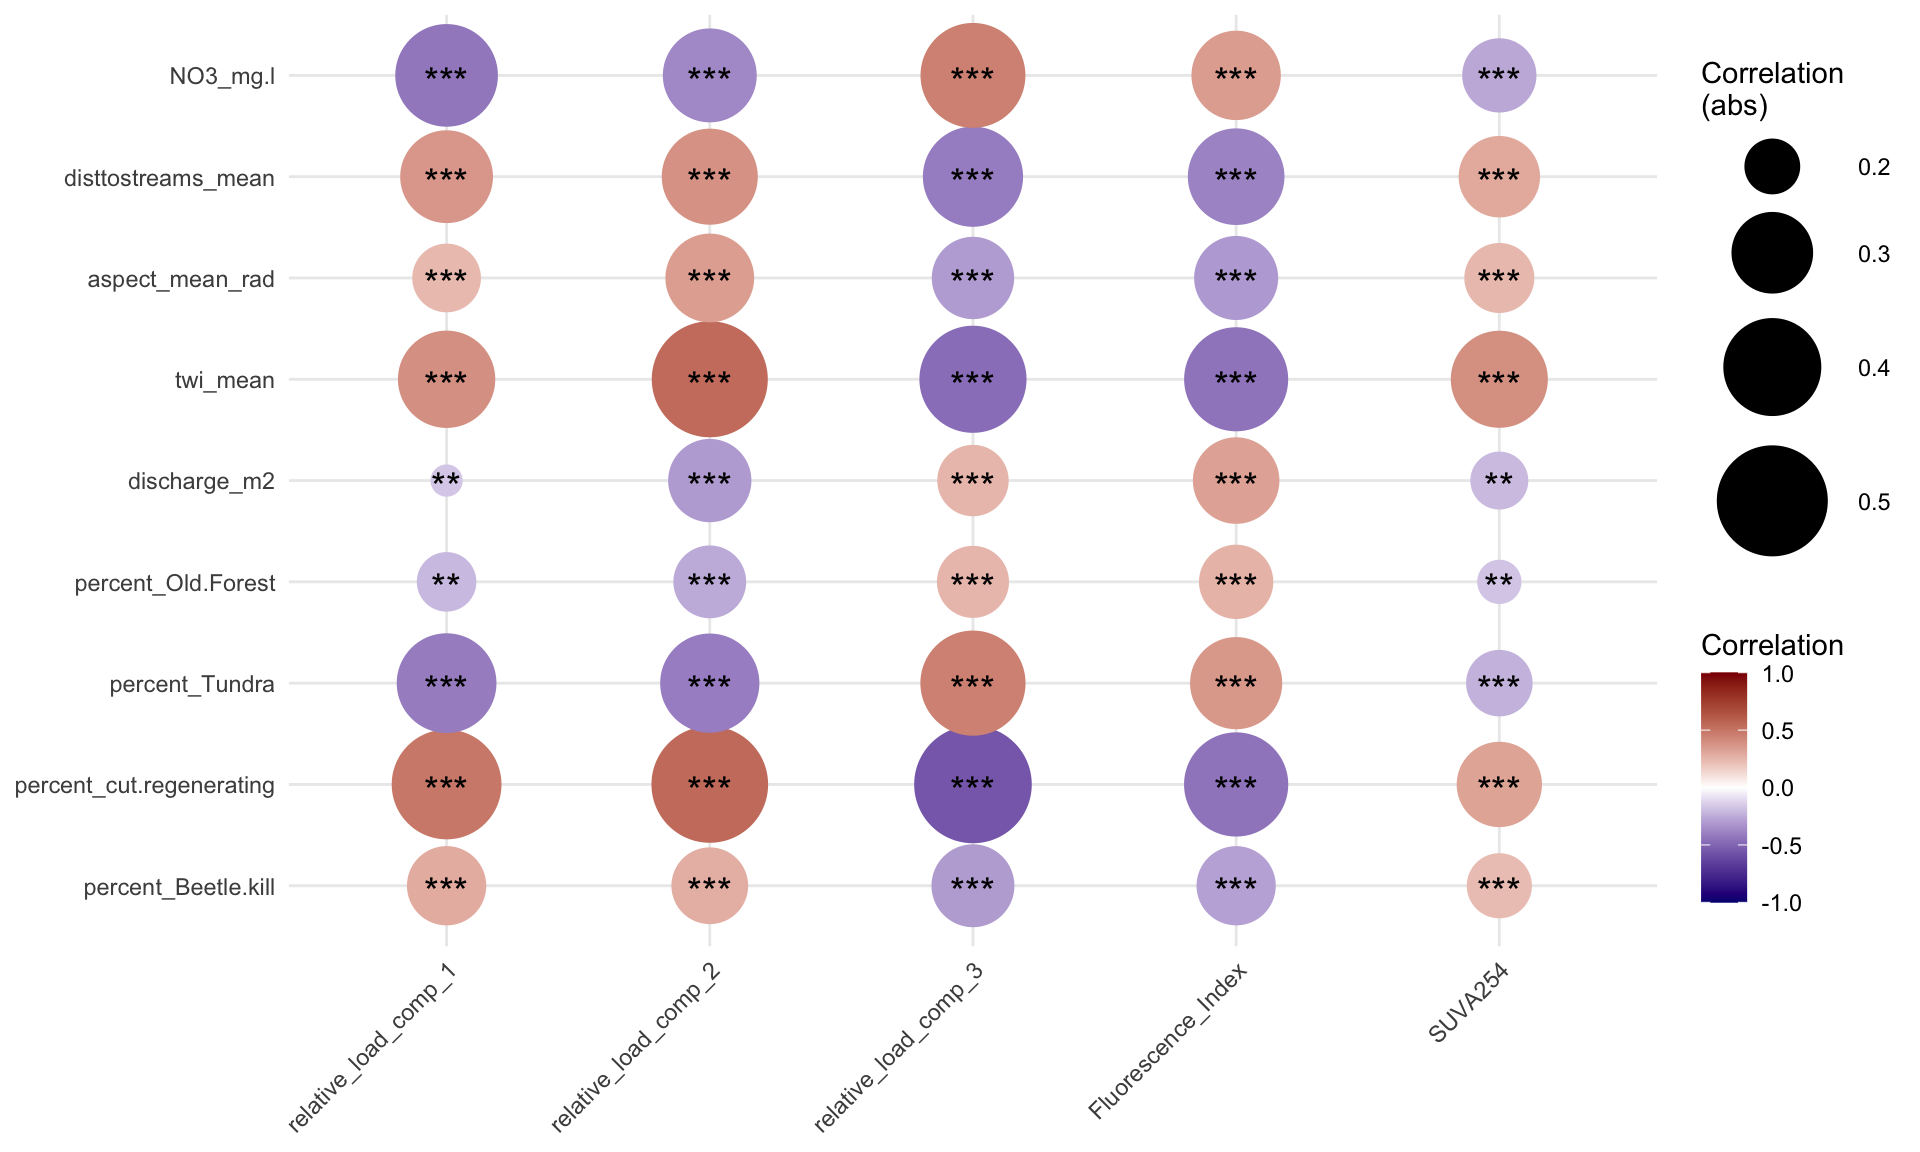 NO3_mg.l
*** *** *** *** ***
disttostreams_mean
*** *** *** *** ***
aspect_mean_rad
*** *** *** *** ***
twi_mean
*** *** *** *** ***
discharge_m2
** *** *** *** **
percent_Old.Forest
** *** *** *** **
percent_Tundra
*** *** *** *** ***
percent_cut.regenerating
*** *** *** *** ***
percent_Beetle.kill
*** *** *** *** ***
relative_load_comp_1
relative_load_comp_2
relative_load_comp_3
Fluorescence_Index
SUVA254
Correlation
(abs)
0.2
0.3
0.4
0.5
Correlation
1.0
0.5
0.0
-0.5
-1.0